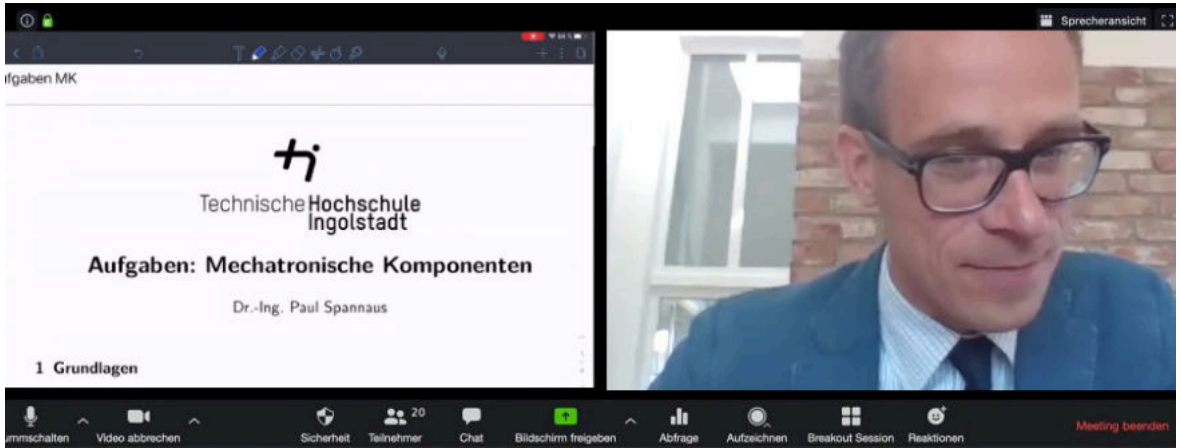 Sprecheransicht
fgaben MK
Technische Hochschule
Ingolstadt
Aufgaben: Mechatronische Komponenten
Dr.-Ing. Paul Spannaus
1 Grundlagen
ummschalten
Video abbrechen
Sicherheit
20
Teilnehmer
Chat
Bildschirm freigeben
Abfrage
Aufzeichnen
Breakout Session
Reaktionen
Meeting beenden